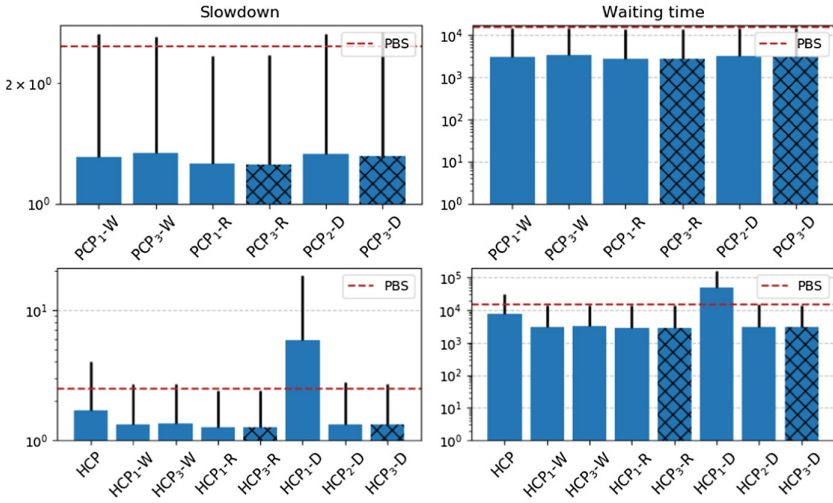 Slowdown
PBS
2 × 10⁰
10⁰
PCP₁-W
PCP₃-W
PCP₁-R
PCP₃-R
PCP₂-D
PCP₃-D
Waiting time
PBS
10⁴
10³
10²
10¹
10⁰
PCP₁-W
PCP₃-W
PCP₁-R
PCP₃-R
PCP₂-D
PCP₃-D
PBS
10¹
10⁰
HCP
HCP₁-W
HCP₃-W
HCP₁-R
HCP₃-R
HCP₁-D
HCP₂-D
HCP₃-D
PBS
10⁵
10⁴
10³
10²
10¹
10⁰
HCP
HCP₁-W
HCP₃-W
HCP₁-R
HCP₃-R
HCP₁-D
HCP₂-D
HCP₃-D